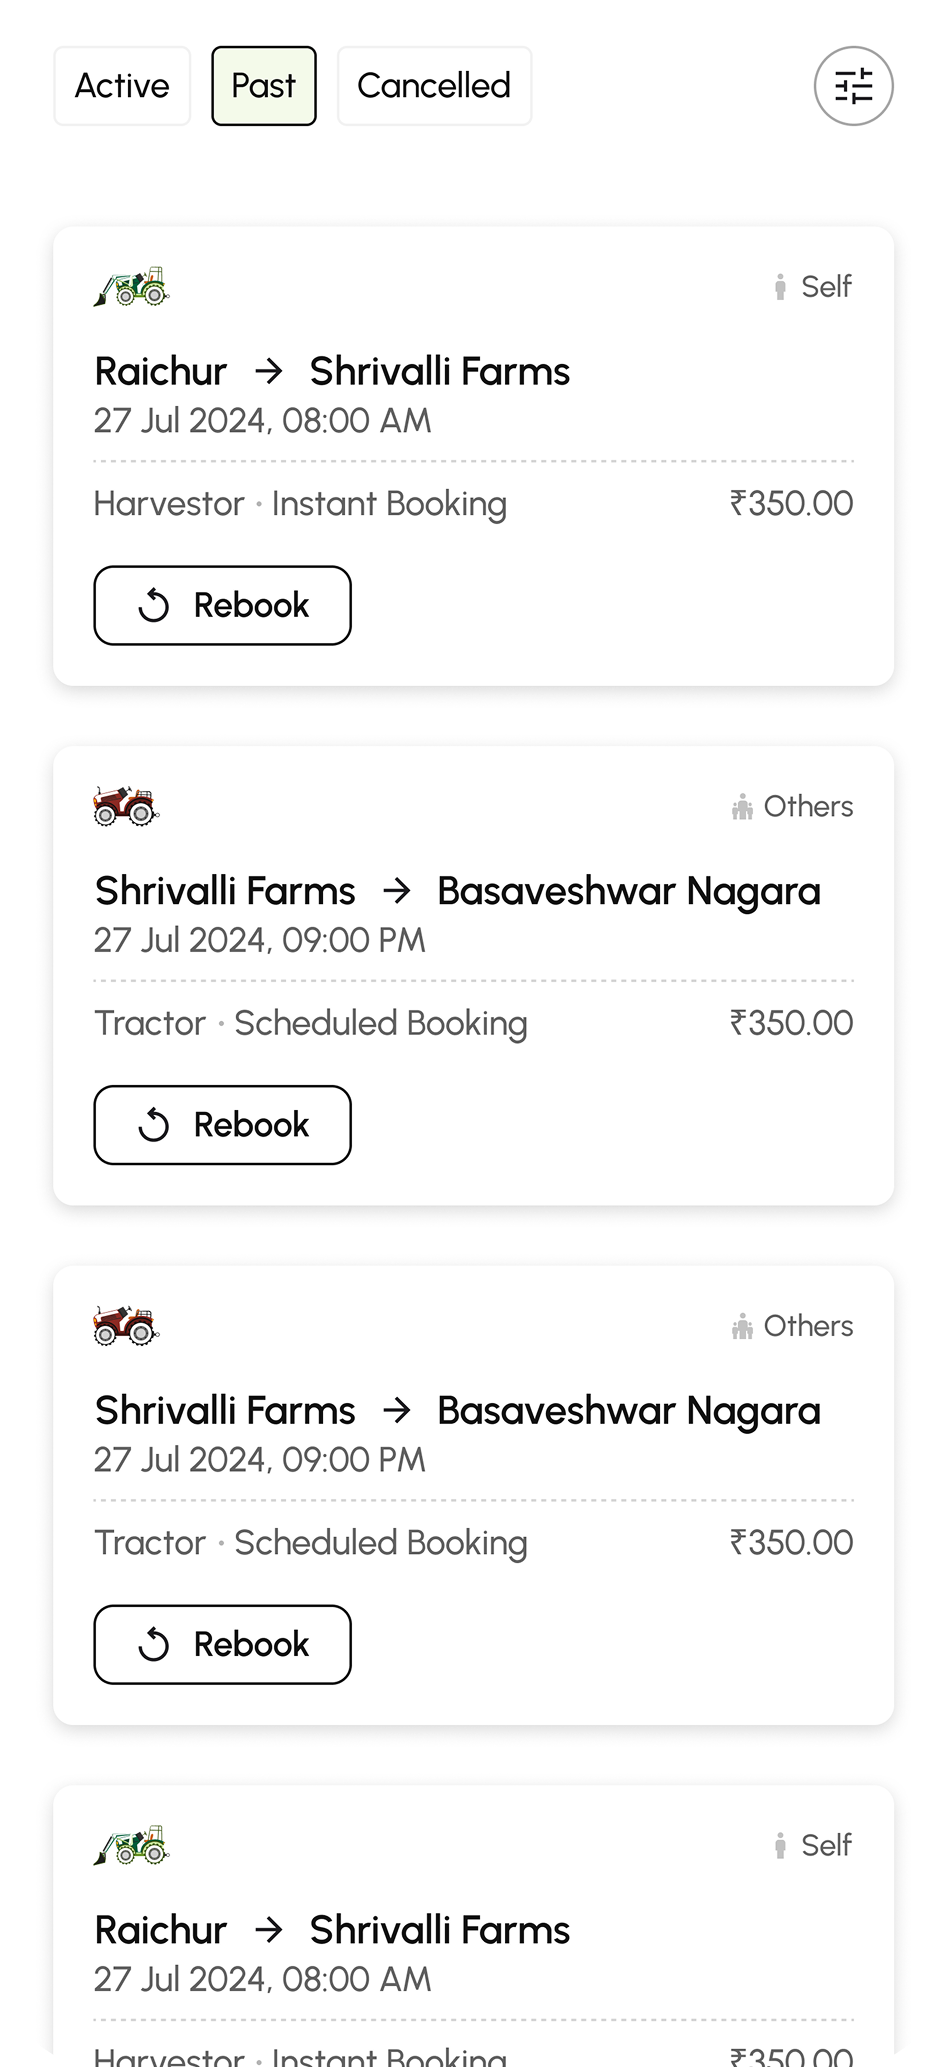 Active Past Cancelled
Self
Raichur → Shrivalli Farms
27 Jul 2024, 08:00 AM
Harvestor · Instant Booking ₹350.00
Rebook
Others
Shrivalli Farms → Basaveshwar Nagara
27 Jul 2024, 09:00 PM
Tractor · Scheduled Booking ₹350.00
Rebook
Others
Shrivalli Farms → Basaveshwar Nagara
27 Jul 2024, 09:00 PM
Tractor · Scheduled Booking ₹350.00
Rebook
Self
Raichur → Shrivalli Farms
27 Jul 2024, 08:00 AM
Harvestor · Instant Booking ₹350.00